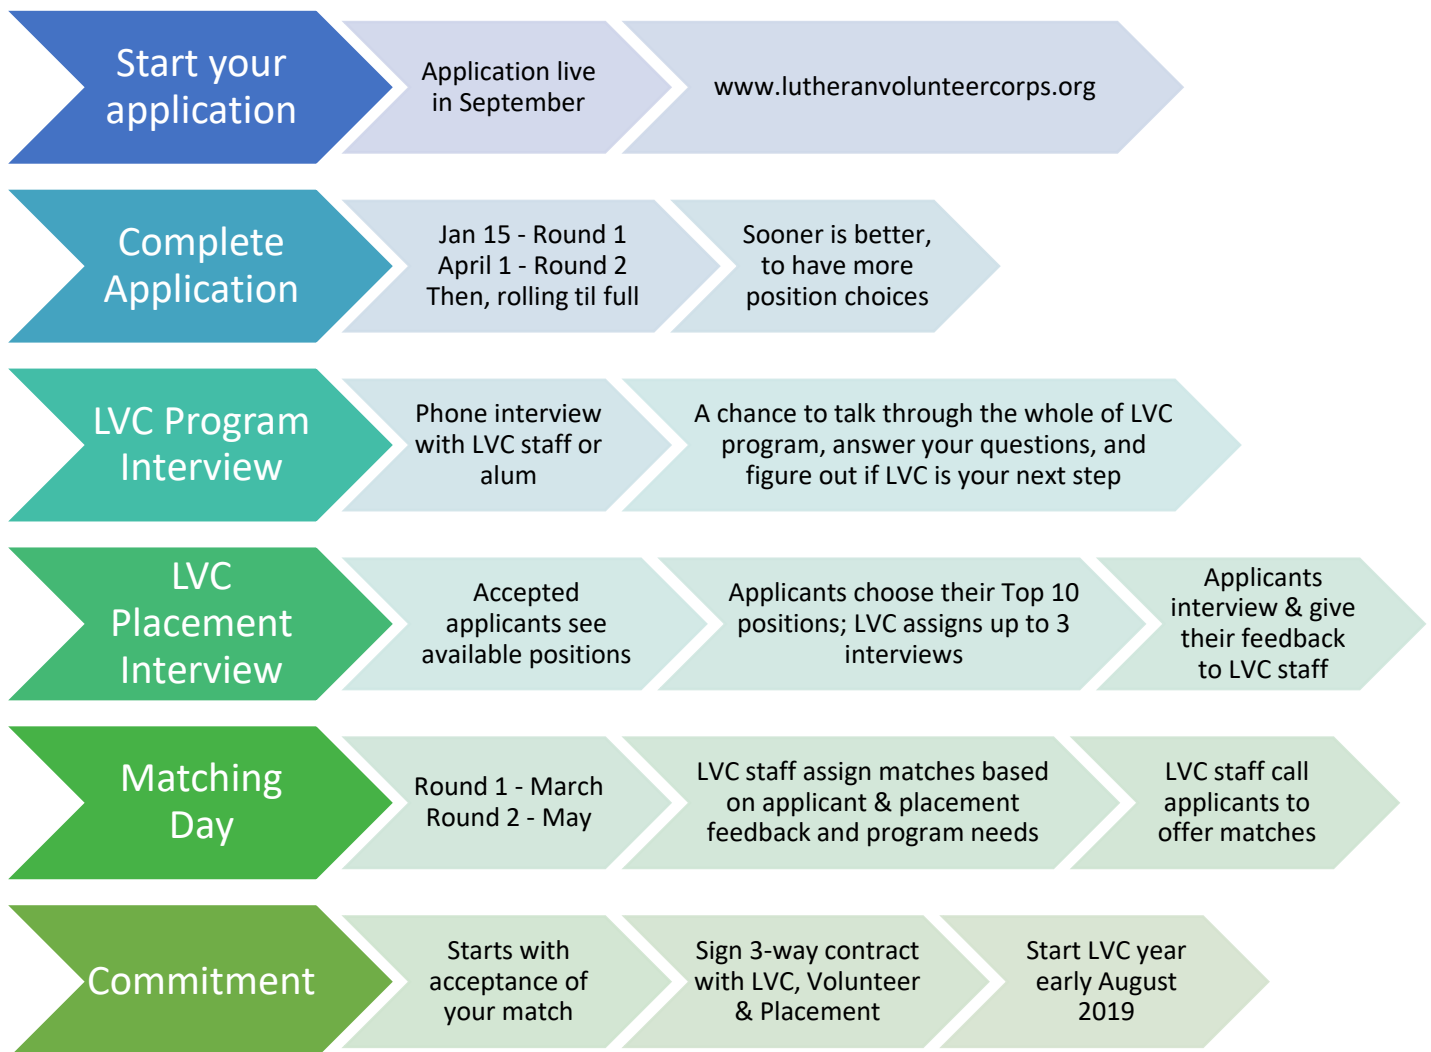 Start your
application
Application live
in September
www.lutheranvolunteercorps.org
Complete
Application
Jan 15 - Round 1
April 1 - Round 2
Then, rolling til full
Sooner is better,
to have more
position choices
LVC Program
Interview
Phone interview
with LVC staff or
alum
A chance to talk through the whole of LVC
program, answer your questions, and
figure out if LVC is your next step
LVC
Placement
Interview
Accepted
applicants see
available positions
Applicants choose their Top 10
positions; LVC assigns up to 3
interviews
Applicants
interview & give
their feedback
to LVC staff
Matching
Day
Round 1 - March
Round 2 - May
LVC staff assign matches based
on applicant & placement
feedback and program needs
LVC staff call
applicants to
offer matches
Commitment
Starts with
acceptance of
your match
Sign 3-way contract
with LVC, Volunteer
& Placement
Start LVC year
early August
2019